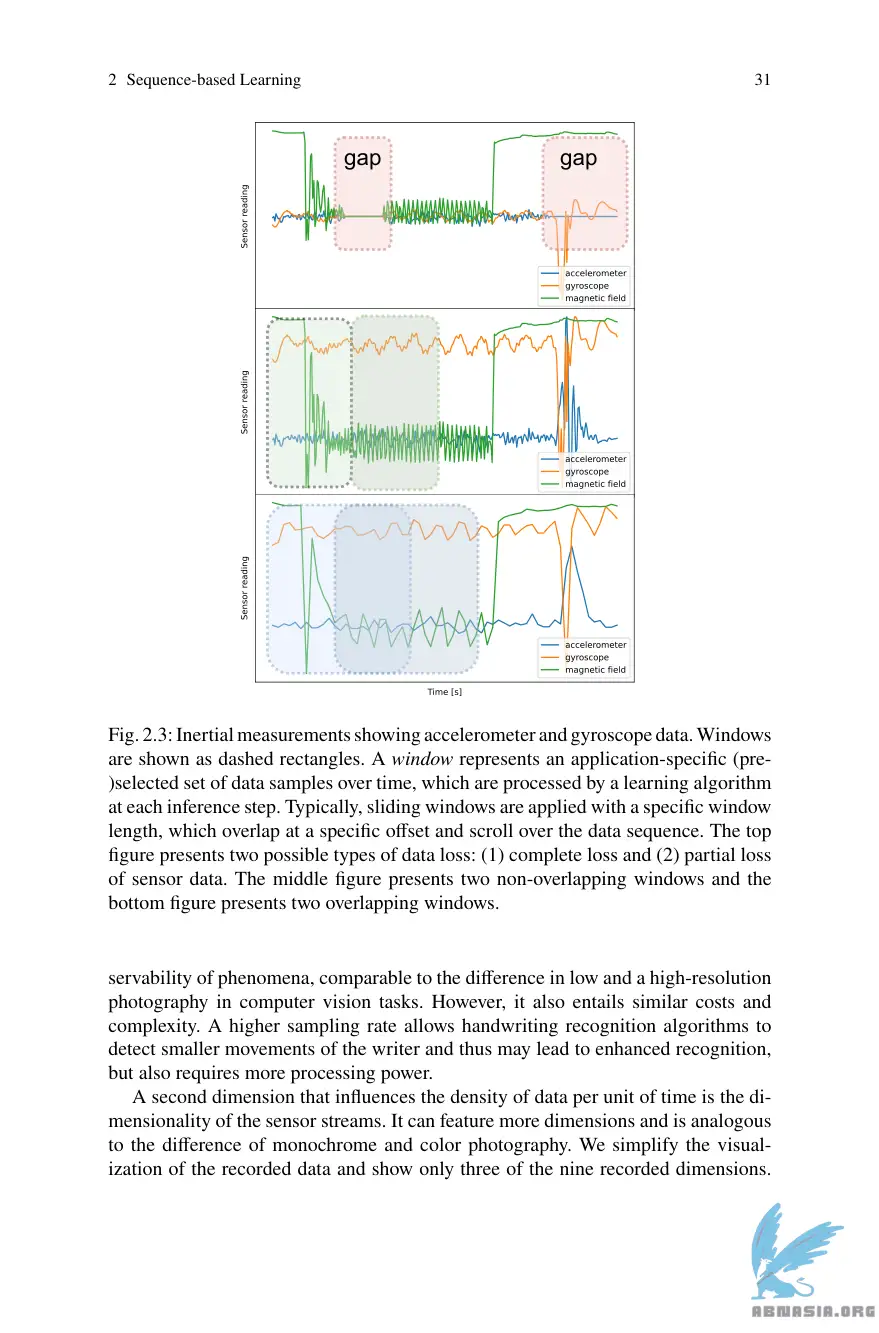 2 Sequence-based Learning 31
gap gap
Sensor reading
accelerometer
gyroscope
magnetic field
Sensor reading
accelerometer
gyroscope
magnetic field
Sensor reading
accelerometer
gyroscope
magnetic field
Time [s]
Fig. 2.3: Inertial measurements showing accelerometer and gyroscope data. Windows
are shown as dashed rectangles. A window represents an application-specific (pre-
)selected set of data samples over time, which are processed by a learning algorithm
at each inference step. Typically, sliding windows are applied with a specific window
length, which overlap at a specific offset and scroll over the data sequence. The top
figure presents two possible types of data loss: (1) complete loss and (2) partial loss
of sensor data. The middle figure presents two non-overlapping windows and the
bottom figure presents two overlapping windows.
servability of phenomena, comparable to the difference in low and a high-resolution
photography in computer vision tasks. However, it also entails similar costs and
complexity. A higher sampling rate allows handwriting recognition algorithms to
detect smaller movements of the writer and thus may lead to enhanced recognition,
but also requires more processing power.
A second dimension that influences the density of data per unit of time is the di-
mensionality of the sensor streams. It can feature more dimensions and is analogous
to the difference of monochrome and color photography. We simplify the visual-
ization of the recorded data and show only three of the nine recorded dimensions.
ABNASIA.ORG